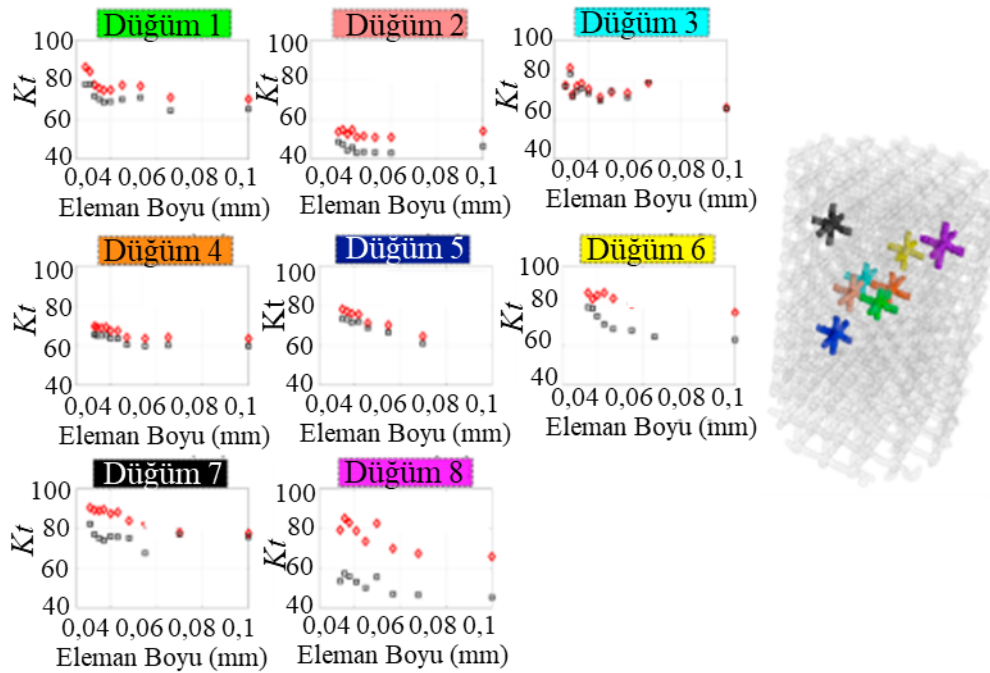 Düğüm 1 Düğüm 2 Düğüm 3
100 100 100
Kt 80 Kt 80 Kt 80
60 60 60
40 40 40
0,04 0,06 0,08 0,1 0,04 0,06 0,08 0,1 0,04 0,06 0,08 0,1
Eleman Boyu (mm) Eleman Boyu (mm) Eleman Boyu (mm)
Düğüm 4 Düğüm 5 Düğüm 6
100 100 100
Kt 80 Kt 80 Kt 80
60 60 60
40 40 40
0,04 0,06 0,08 0,1 0,04 0,06 0,08 0,1 0,04 0,06 0,08 0,1
Eleman Boyu (mm) Eleman Boyu (mm) Eleman Boyu (mm)
Düğüm 7 Düğüm 8
100 100
Kt 80 Kt 80
60 60
40 40
0,04 0,06 0,08 0,1 0,04 0,06 0,08 0,1
Eleman Boyu (mm) Eleman Boyu (mm)